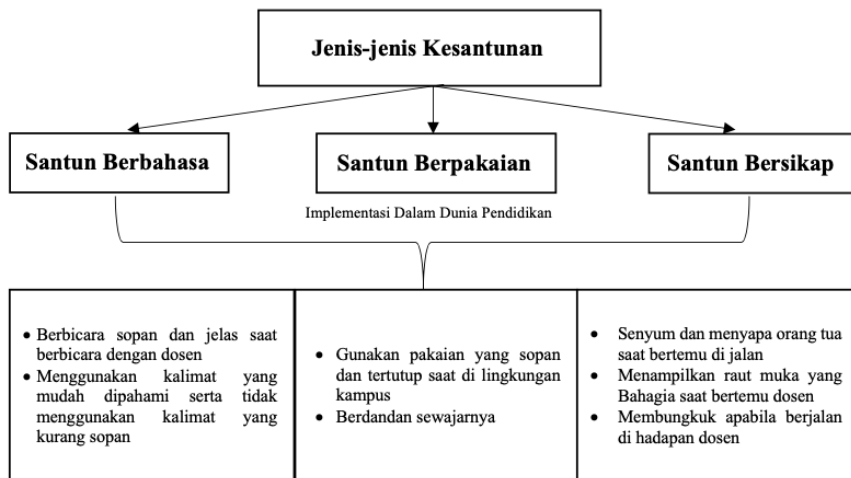 Jenis-jenis Kesantunan
Santun Berbahasa
Santun Berpakaian
Santun Bersikap
Implementasi Dalam Dunia Pendidikan
• Berbicara sopan dan jelas saat
berbicara dengan dosen
• Menggunakan kalimat yang
mudah dipahami serta tidak
menggunakan kalimat yang
kurang sopan
• Gunakan pakaian yang sopan
dan tertutup saat di lingkungan
kampus
• Berdandan sewajarnya
• Senyum dan menyapa orang tua
saat bertemu di jalan
• Menampilkan raut muka yang
Bahagia saat bertemu dosen
• Membungkuk apabila berjalan
di hadapan dosen